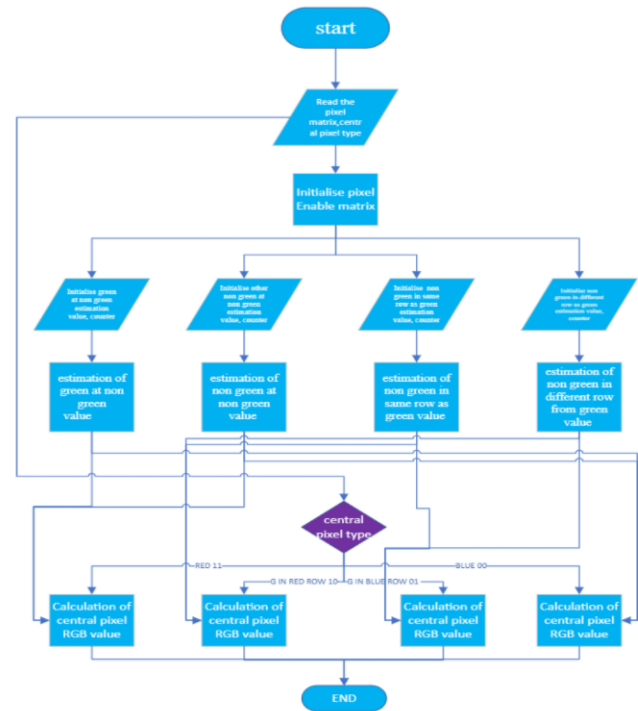 start
Read the
pixel
matrix,centr
al pixel type
Initialise pixel
Enable matrix
Initialise green
at non green
estimation
value, counter
Initialise other
non green at
non green
estimation
value, counter
Initialise non
green in same
row as green
estimation
value, counter
Initialise non
green in different
row as green
estimation value,
counter
estimation of
green at non
green
value
estimation of
non green at
non green
value
estimation of
non green in
same row as
green value
estimation of
non green in
different row
from green
value
central
pixel type
RED 11
BLUE 00
G IN RED ROW 10
G IN BLUE ROW 01
Calculation of
central pixel
RGB value
Calculation of
central pixel
RGB value
Calculation of
central pixel
RGB value
Calculation of
central pixel
RGB value
END